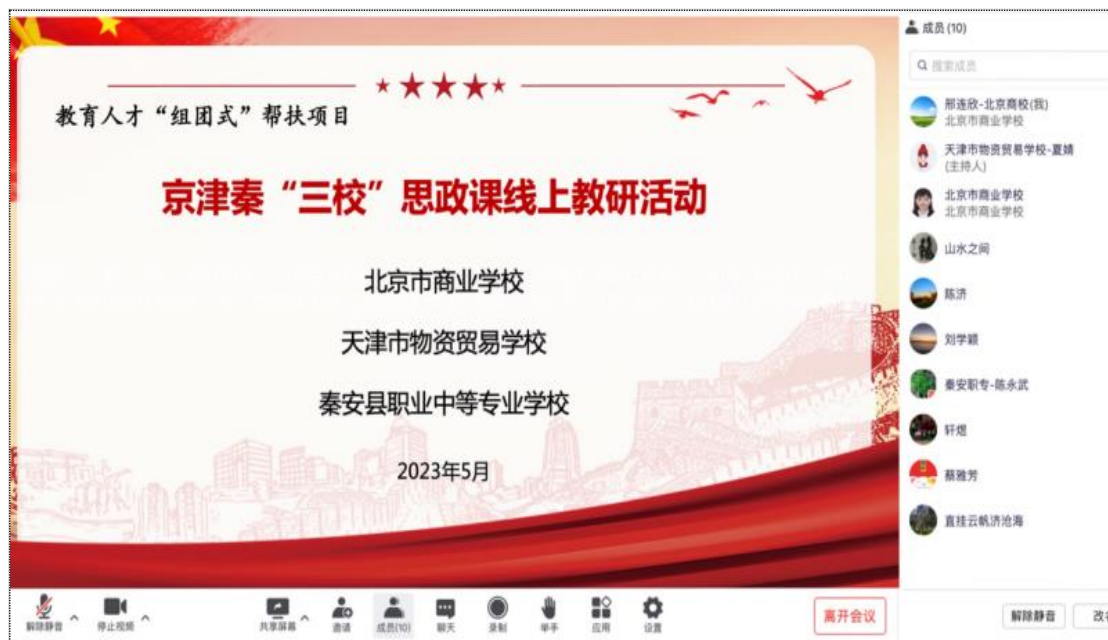 教育人才“组团式”帮扶项目
京津秦“三校”思政课线上教研活动
北京市商业学校
天津市物资贸易学校
秦安县职业中等专业学校
2023年5月
成员(10)
搜索成员
邢连欣-北京商校(我)
北京市商业学校
天津市物资贸易学校-夏婧
(主持人)
北京市商业学校
北京市商业学校
山水之间
陈济
刘学颖
秦安职专-陈永武
轩煜
蔡雅芳
直挂云帆济沧海
解除静音
停止视频
共享屏幕
邀请
成员(10)
聊天
录制
举手
应用
设置
离开会议
解除静音
改名